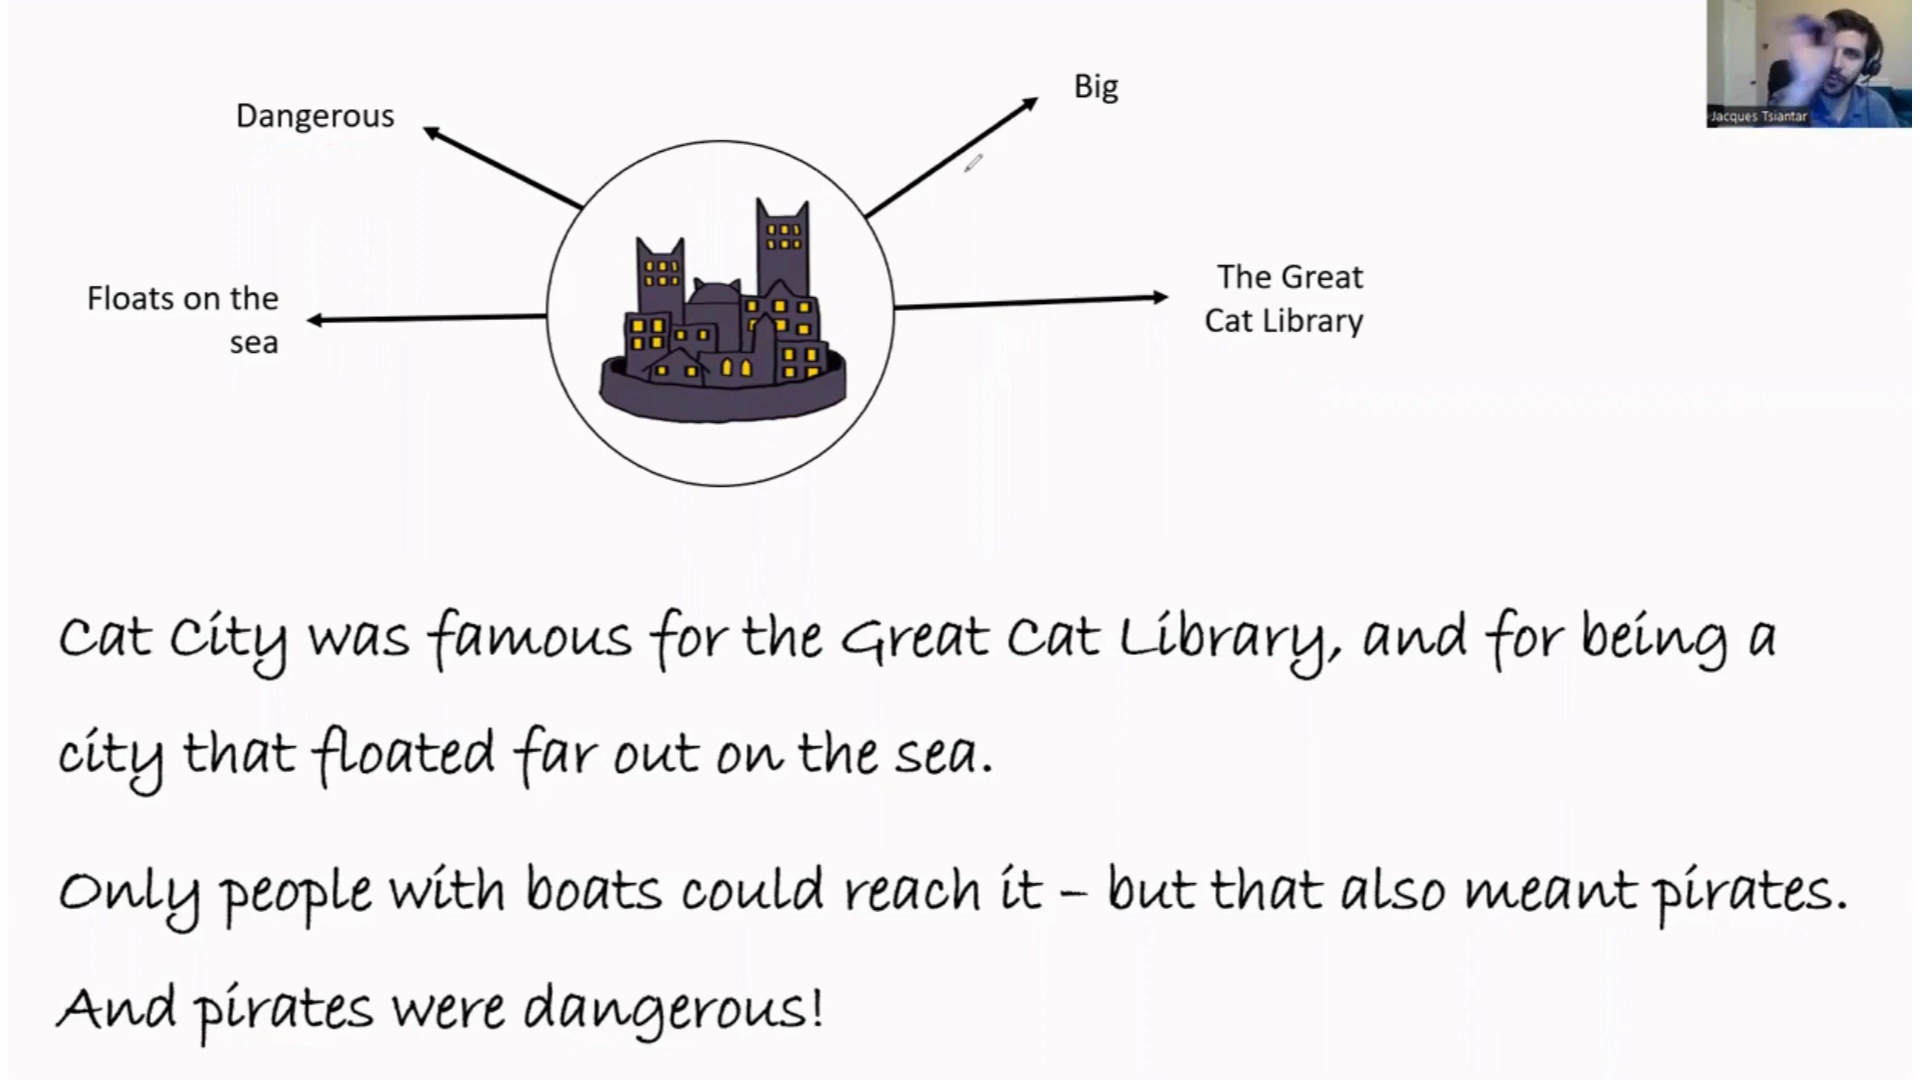 Dangerous
Big
Jacques Tsiantar
Floats on the
sea
The Great
Cat Library
Cat City was famous for the Great Cat Library, and for being a
city that floated far out on the sea.
Only people with boats could reach it – but that also meant pirates.
And pirates were dangerous!